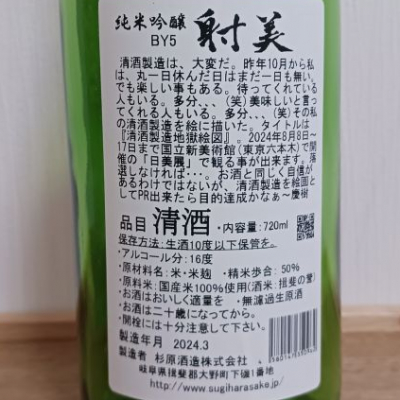 純米吟醸
BY5
射美
清酒製造は、大変だ。昨年10月から私
は、丸一日休んだ日はまだ一日も無い。
でも楽しい事もある。待ってくれている
人もいる。多分、、、(笑)美味しいと言っ
てくれる人もいる。多分、、、(笑)その私
の清酒製造を絵に描いた。タイトルは
『清酒製造地獄絵図』。2024年8月8日〜
17日まで国立新美術館(東京六本木)で開
催の「日美展」で観る事が出来ます。落
選しなければ・・・。お酒と同じく自信が
あるわけではないが、清酒製造を絵画と
してPR出来たら目的達成かなぁ〜慶樹
品目 清酒 ・内容量:720ml
保存方法:生酒10度以下保管を。
・アルコール分:16度
・原材料名:米・米麹 ・精米歩合:50%
・原料米:国産米100%使用(酒米:揖斐の誉)
・お酒はおいしく適量を ・無濾過生原酒
・お酒は二十歳になってから。
・開栓には十分注意して下さい。
製造年月 2024.3
製造者 杉原酒造株式会社
岐阜県揖斐郡大野町下磯1番地
http://www.sugiharasake.jp/